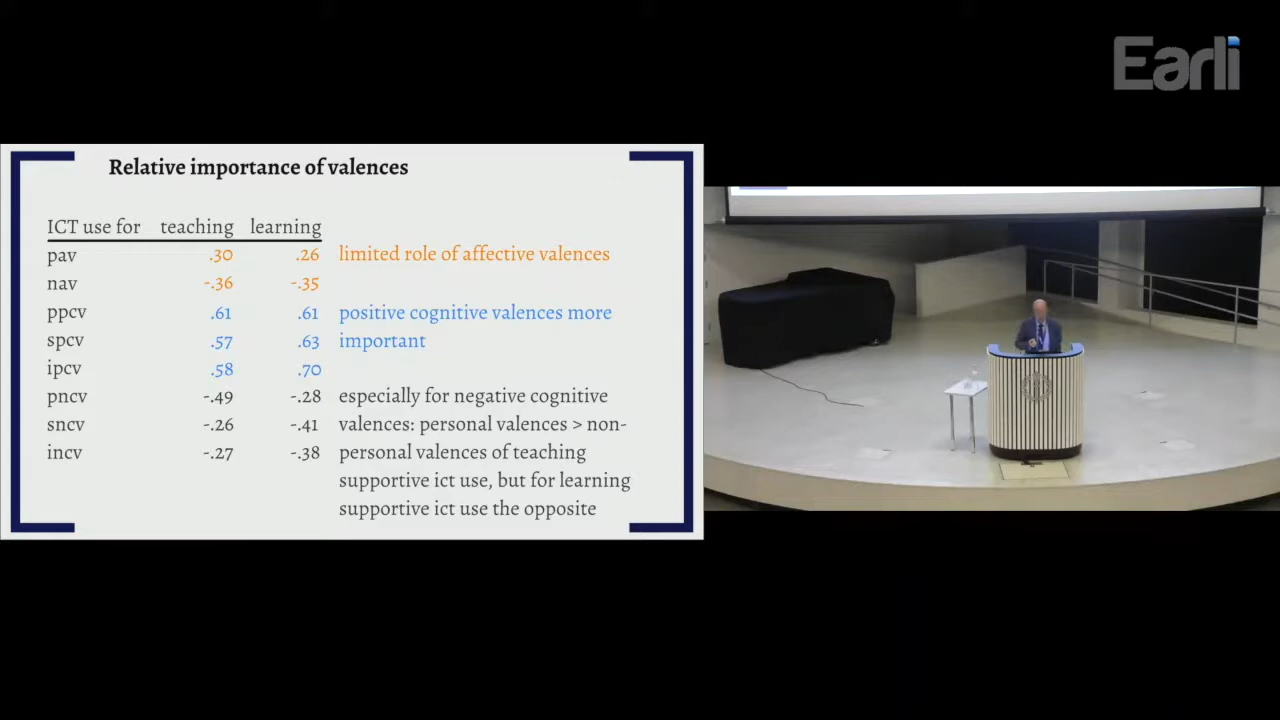 Earli
Relative importance of valences
ICT use for teaching learning
pav .30 .26 limited role of affective valences
nav -.36 -.35
ppcv .61 .61 positive cognitive valences more
spcv .57 .63 important
ipcv .58 .70
pncv -.49 -.28 especially for negative cognitive
sncv -.26 -.41 valences: personal valences > non-
incv -.27 -.38 personal valences of teaching
supportive ict use, but for learning
supportive ict use the opposite